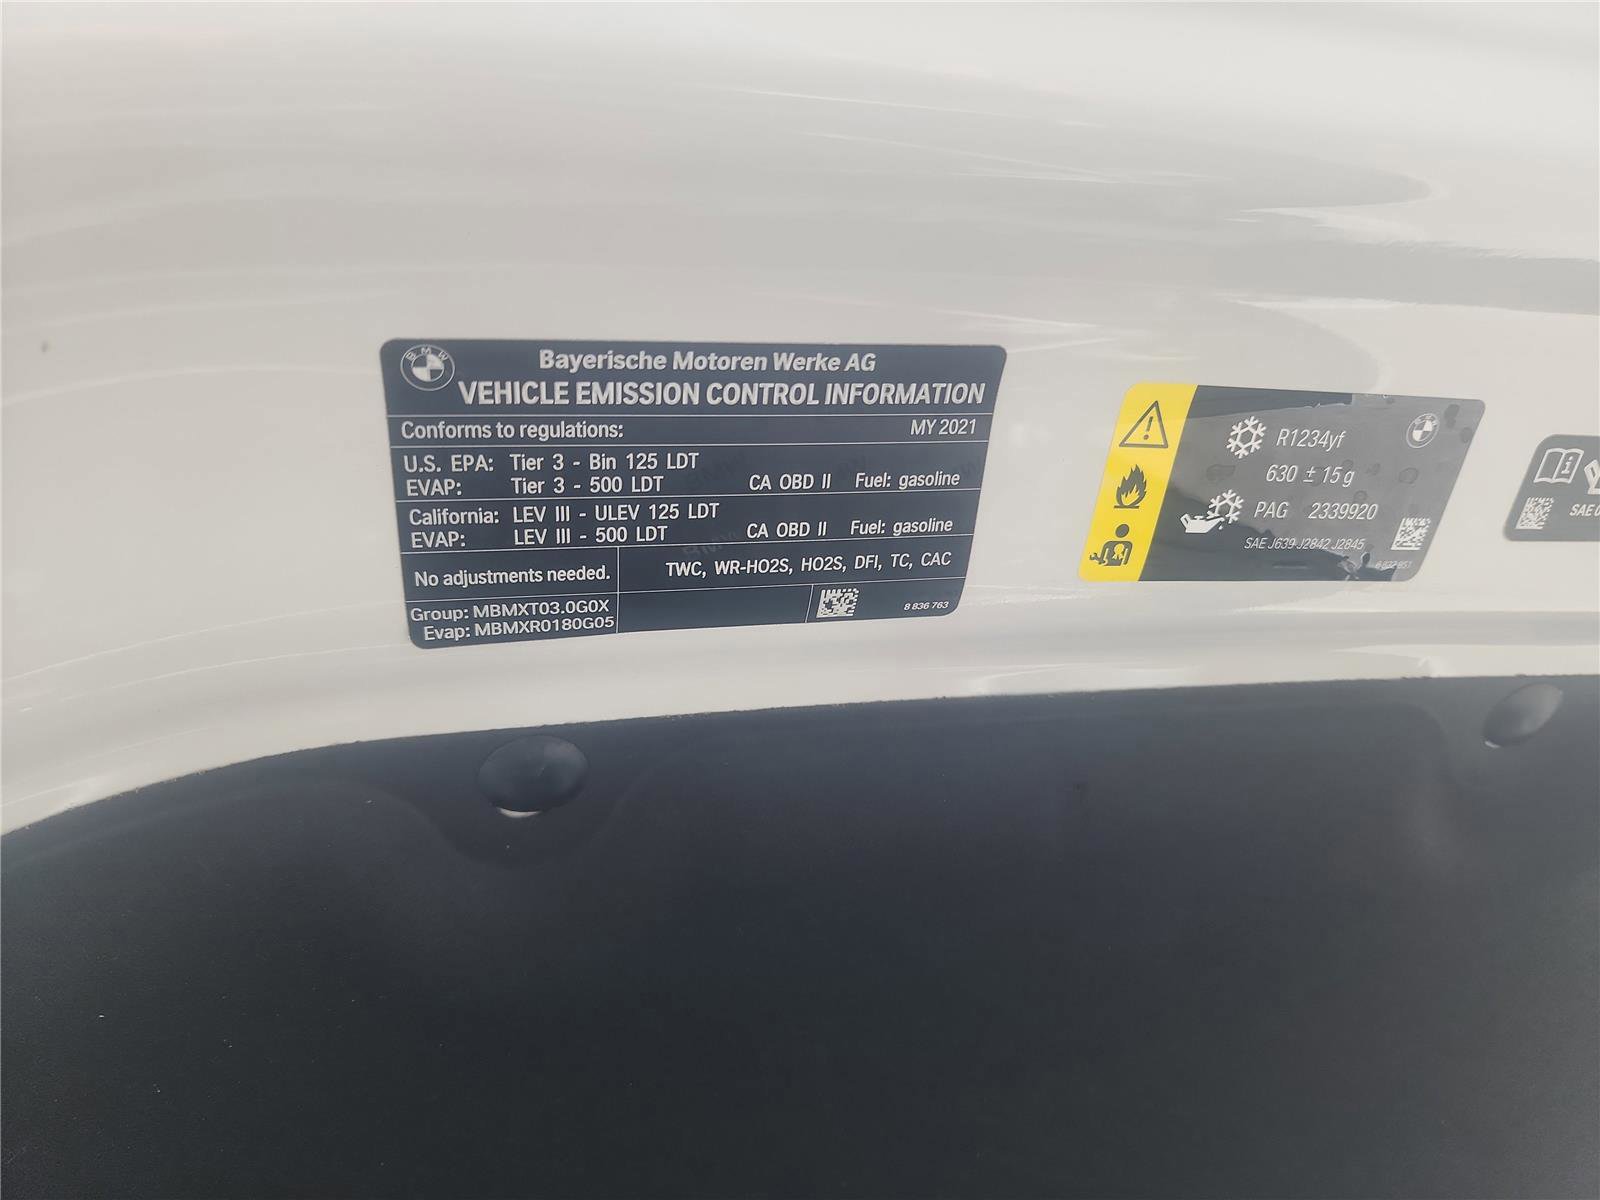 BMW
Bayerische Motoren Werke AG
VEHICLE EMISSION CONTROL INFORMATION
Conforms to regulations: MY 2021
U.S. EPA: Tier 3 - Bin 125 LDT
EVAP: Tier 3 - 500 LDT CA OBD II Fuel: gasoline
California: LEV III - ULEV 125 LDT
EVAP: LEV III - 500 LDT CA OBD II Fuel: gasoline
No adjustments needed. TWC, WR-HO2S, HO2S, DFI, TC, CAC
Group: MBMXT03.0G0X
Evap: MBMXR0180G05
8 836 763
R1234yf
630 ± 15 g
PAG 2339920
SAE J639 J2842 J2845
SAE